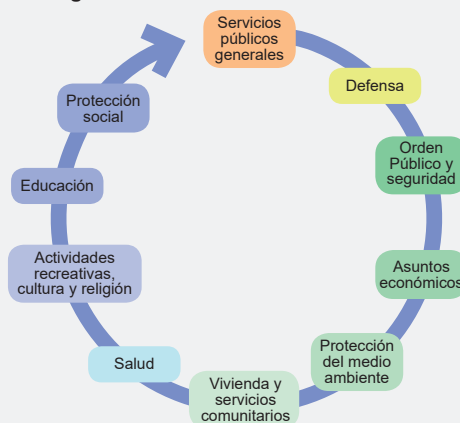 Servicios
públicos
generales
Defensa
Orden
Público y
seguridad
Asuntos
económicos
Protección
del medio
ambiente
Vivienda y
servicios
comunitarios
Salud
Actividades
recreativas,
cultura y religión
Educación
Protección
social